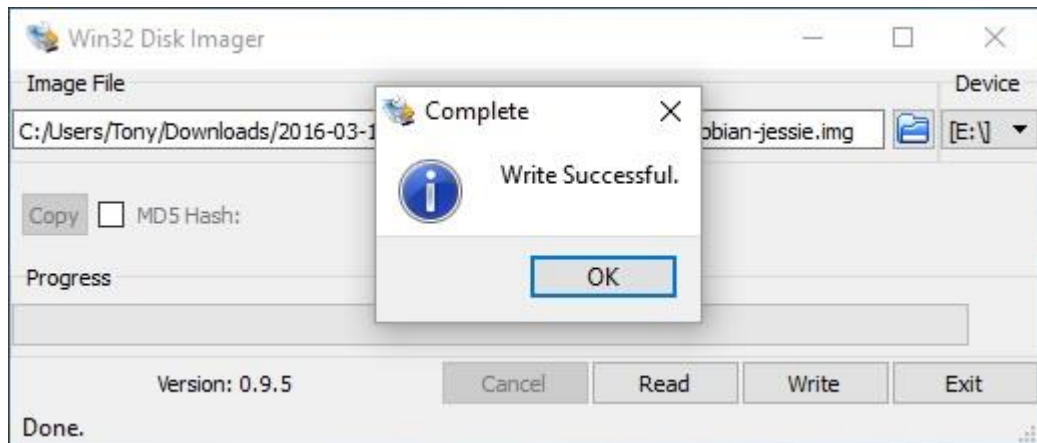 Win32 Disk Imager
Image File
Device
C:/Users/Tony/Downloads/2016-03-1
bian-jessie.img
[E:\]
Complete
Write Successful.
OK
Copy
MD5 Hash:
Progress
Version: 0.9.5
Cancel
Read
Write
Exit
Done.